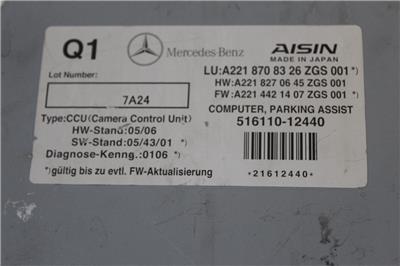 Q1
Mercedes-Benz
AISIN
MADE IN JAPAN
Lot Number:
7A24
LU:A221 870 83 26 ZGS 001*)
HW:A221 827 06 45 ZGS 001
FW:A221 442 14 07 ZGS 001*)
Type:CCU(Camera Control Unit)
HW-Stand:05/06
SW-Stand:05/43/01 *)
Diagnose-Kenng.:0106 *)
COMPUTER, PARKING ASSIST
516110-12440
*21612440*
*)gültig bis zu evtl. FW-Aktualisierung